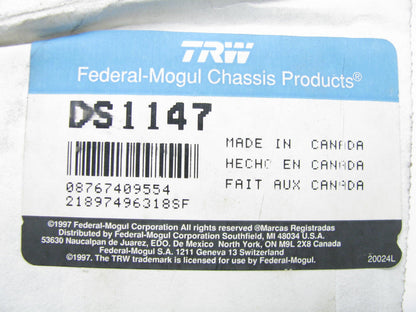 TRW
Federal-Mogul Chassis Products®
DS1147
MADE IN CANADA
HECHO EN CANADA
FAIT AUX CANADA
08767409554
21897496318SF
©1997 Federal-Mogul Corporation All rights reserved ®Marcas Registradas
Distributed by Federal-Mogul Corporation Southfield, MI 48034 U.S.A.
53630 Naucalpan de Juarez, EDO. De Mexico North York, ON M9L 2X8 Canada
Federal-Mogul S.A. 1211 Geneva 13 Switzerland
©1997. The TRW trademark is licensed for use by Federal-Mogul.
20024L